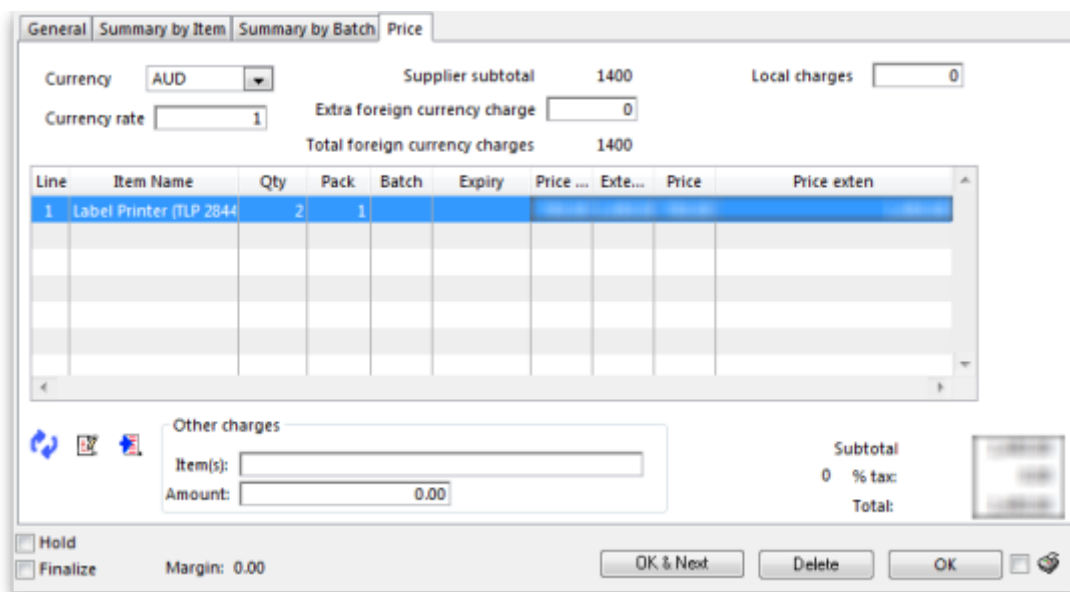 General Summary by Item Summary by Batch Price
Currency AUD Supplier subtotal 1400 Local charges 0
Currency rate 1 Extra foreign currency charge 0
Total foreign currency charges 1400
Line Item Name Qty Pack Batch Expiry Price ... Exte... Price Price exten
1 Label Printer (TLP 2844 2 1
Other charges
Item(s):
Amount: 0.00
Subtotal
0 % tax:
Total:
Hold
Finalize Margin: 0.00 OK & Next Delete OK